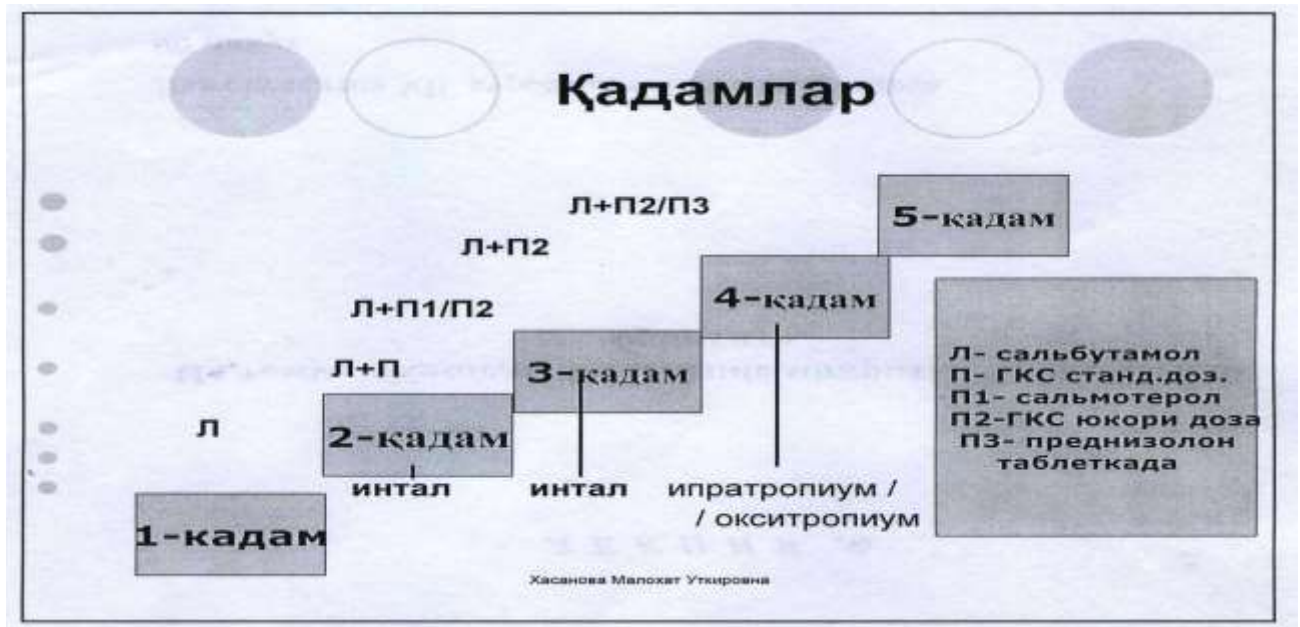 Қадамлар
Л+П2/П3
5-қадам
Л+П2
4-қадам
Л+П1/П2
Л+П
3-қадам
Л
2-қадам
интал
интал
ипратропиум /
/ окситропиум
1-кадам
Л- сальбутамол
П- ГКС станд.доз.
П1- сальмотерол
П2-ГКС юкори доза
П3- преднизолон
таблеткада
Хасанова Малохат Уткировна